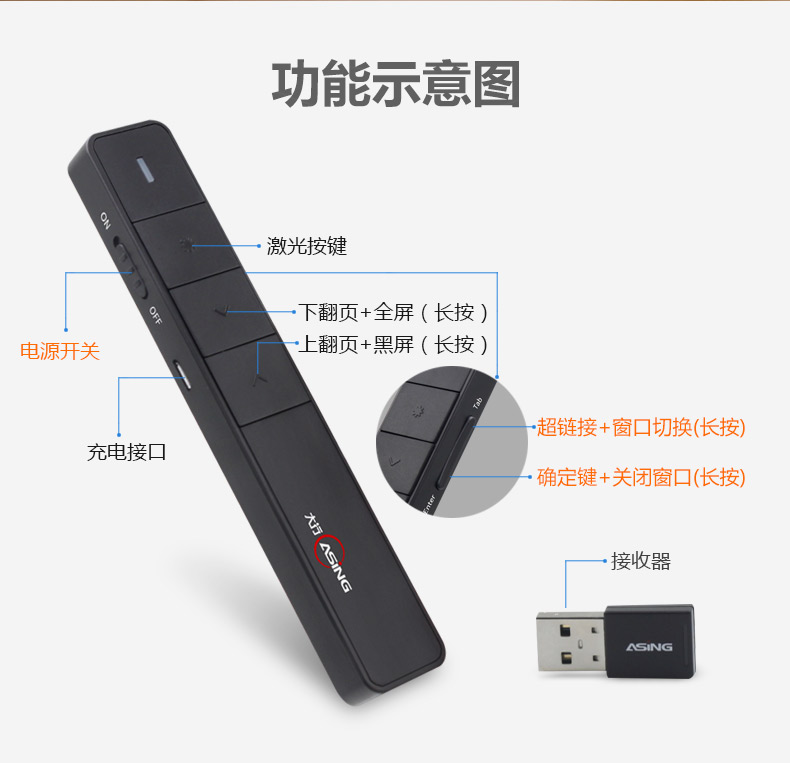 功能示意图
ON
激光按键
OFF
下翻页+全屏（长按）
上翻页+黑屏（长按）
电源开关
Tab
超链接+窗口切换(长按)
充电接口
确定键+关闭窗口(长按)
Enter
大行
ASING
接收器
ASING